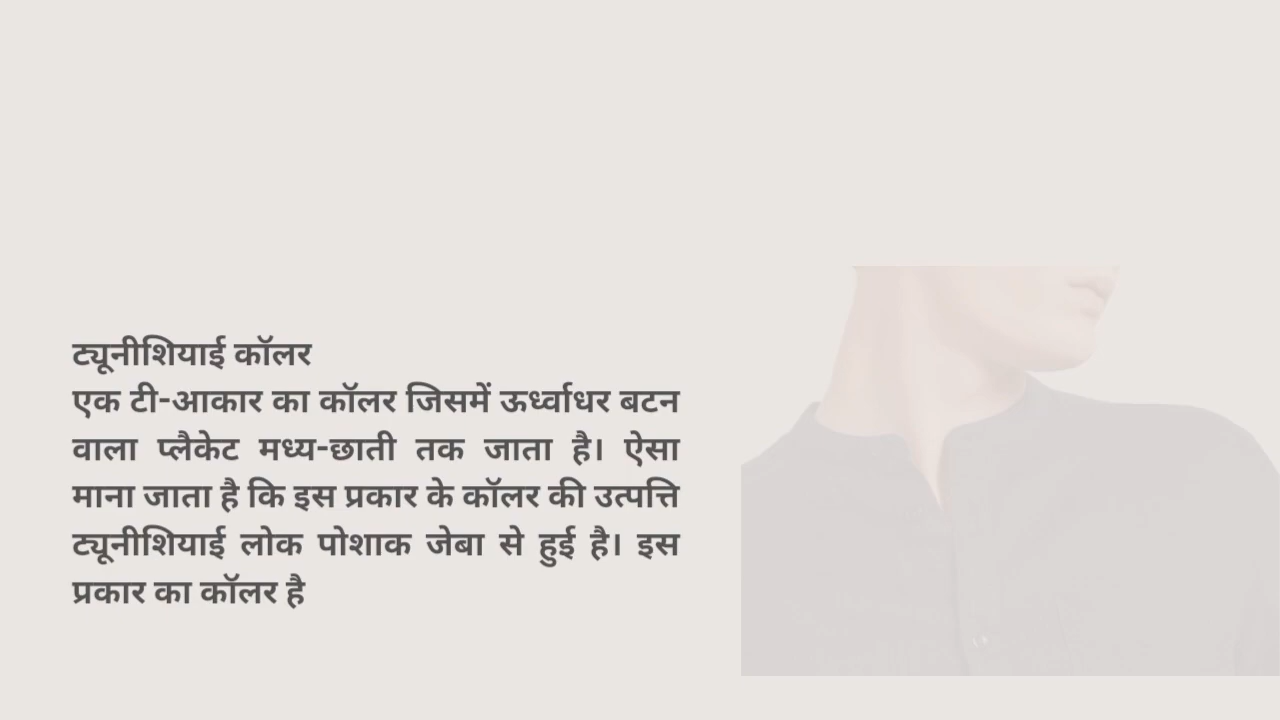 ट्यूनीशियाई कॉलर
एक टी-आकार का कॉलर जिसमें ऊर्ध्वाधर बटन
वाला प्लैकेट मध्य-छाती तक जाता है। ऐसा
माना जाता है कि इस प्रकार के कॉलर की उत्पत्ति
ट्यूनीशियाई लोक पोशाक जेबा से हुई है। इस
प्रकार का कॉलर है